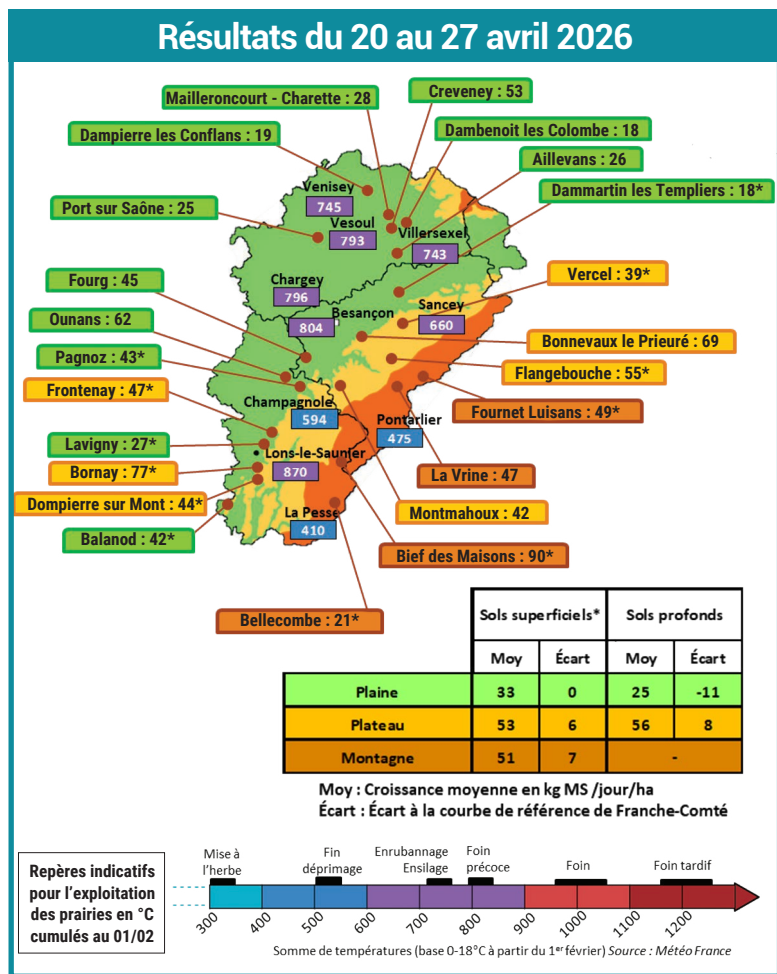 Résultats du 20 au 27 avril 2026
Creveney : 53
Mailleroncourt - Charette : 28
Dambenoit les Colombe : 18
Dampierre les Conflans : 19
Aillevans : 26
Dammartin les Templiers : 18*
Venisey
745
Port sur Saône : 25
Vesoul
793
Villersexel
743
Fourg : 45
Chargey
796
Vercel : 39*
Ounans : 62
804
Besançon
Sancey
660
Bonnevaux le Prieuré : 69
Pagnoz : 43*
Flangebouche : 55*
Frontenay : 47*
Champagnole
594
Fournet Luisans : 49*
Pontarlier
475
Lavigny : 27*
Lons-le-Saunier
870
Bornay : 77*
La Vrine : 47
Dompierre sur Mont : 44*
La Pesse
410
Montmahoux : 42
Balanod : 42*
Bief des Maisons : 90*
Bellecombe : 21*
Sols superficiels* Sols profonds
Moy Écart Moy Écart
Plaine 33 0 25 -11
Plateau 53 6 56 8
Montagne 51 7 -
Moy : Croissance moyenne en kg MS /jour/ha
Écart : Écart à la courbe de référence de Franche-Comté
Repères indicatifs
pour l'exploitation
des prairies en °C
cumulés au 01/02
Mise à
l'herbe
Fin
déprimage
Enrubannage
Ensilage
Foin
précoce
Foin
Foin tardif
300 400 500 600 700 800 900 1000 1100 1200
Somme de températures (base 0-18°C à partir du 1er février) Source : Météo France